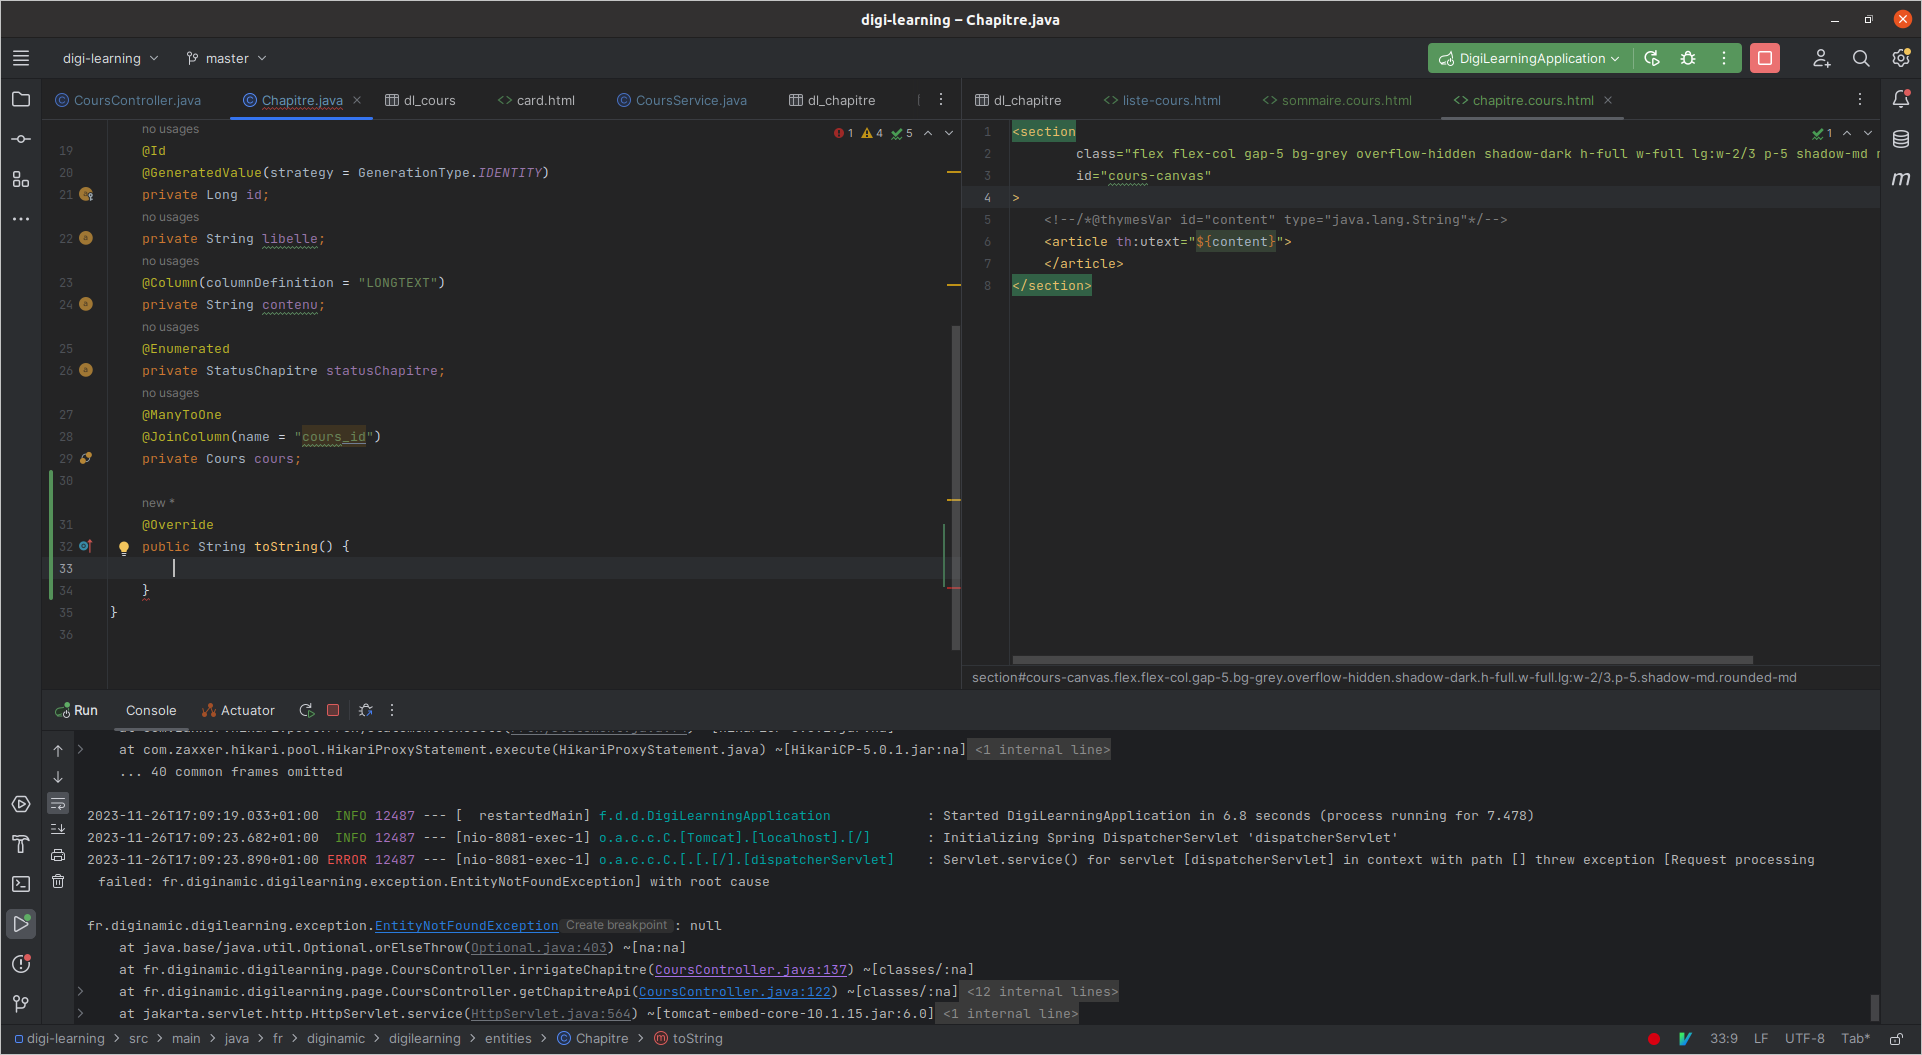 digi-learning – Chapitre.java
digi-learning master DigiLearningApplication
CoursController.java Chapitre.java dl_cours card.html CoursService.java dl_chapitre
dl_chapitre liste-cours.html sommaire.cours.html chapitre.cours.html
no usages
1 4 5
19 @Id
20 @GeneratedValue(strategy = GenerationType.IDENTITY)
21 private Long id;
no usages
22 private String libelle;
no usages
23 @Column(columnDefinition = "LONGTEXT")
24 private String contenu;
no usages
25 @Enumerated
26 private StatusChapitre statusChapitre;
no usages
27 @ManyToOne
28 @JoinColumn(name = "cours_id")
29 private Cours cours;
30
new *
31 @Override
32 public String toString() {
33
34 }
35 }
36
1 <section
1
2 class="flex flex-col gap-5 bg-grey overflow-hidden shadow-dark h-full w-full lg:w-2/3 p-5 shadow-md
3 id="cours-canvas"
4 >
5 <!--/*@thymesVar id="content" type="java.lang.String"*/-->
6 <article th:utext="${content}">
7 </article>
8 </section>
section#cours-canvas.flex.flex-col.gap-5.bg-grey.overflow-hidden.shadow-dark.h-full.w-full.lg:w-2/3.p-5.shadow-md.rounded-md
Run Console Actuator
at com.zaxxer.hikari.pool.HikariProxyStatement.execute(HikariProxyStatement.java) ~[HikariCP-5.0.1.jar:na] <1 internal line>
... 40 common frames omitted
2023-11-26T17:09:19.033+01:00 INFO 12487 --- [ restartedMain] f.d.d.DigiLearningApplication : Started DigiLearningApplication in 6.8 seconds (process running for 7.478)
2023-11-26T17:09:23.682+01:00 INFO 12487 --- [nio-8081-exec-1] o.a.c.c.C.[Tomcat].[localhost].[/] : Initializing Spring DispatcherServlet 'dispatcherServlet'
2023-11-26T17:09:23.890+01:00 ERROR 12487 --- [nio-8081-exec-1] o.a.c.c.C.[.[.[/].[dispatcherServlet] : Servlet.service() for servlet [dispatcherServlet] in context with path [] threw exception [Request processing
failed: fr.diginamic.digilearning.exception.EntityNotFoundException] with root cause
fr.diginamic.digilearning.exception.EntityNotFoundException Create breakpoint : null
at java.base/java.util.Optional.orElseThrow(Optional.java:403) ~[na:na]
at fr.diginamic.digilearning.page.CoursController.irrigateChapitre(CoursController.java:137) ~[classes/:na]
at fr.diginamic.digilearning.page.CoursController.getChapitreApi(CoursController.java:122) ~[classes/:na] <12 internal lines>
at jakarta.servlet.http.HttpServlet.service(HttpServlet.java:564) ~[tomcat-embed-core-10.1.15.jar:6.0] <1 internal line>
digi-learning > src > main > java > fr > diginamic > digilearning > entities > Chapitre > toString 33:9 LF UTF-8 Tab*